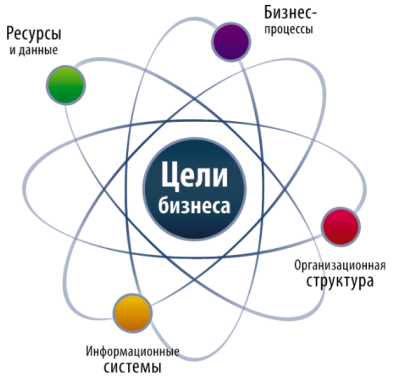 Бизнес-
процессы
Ресурсы
и данные
Цели
бизнеса
Организационная
структура
Информационные
системы